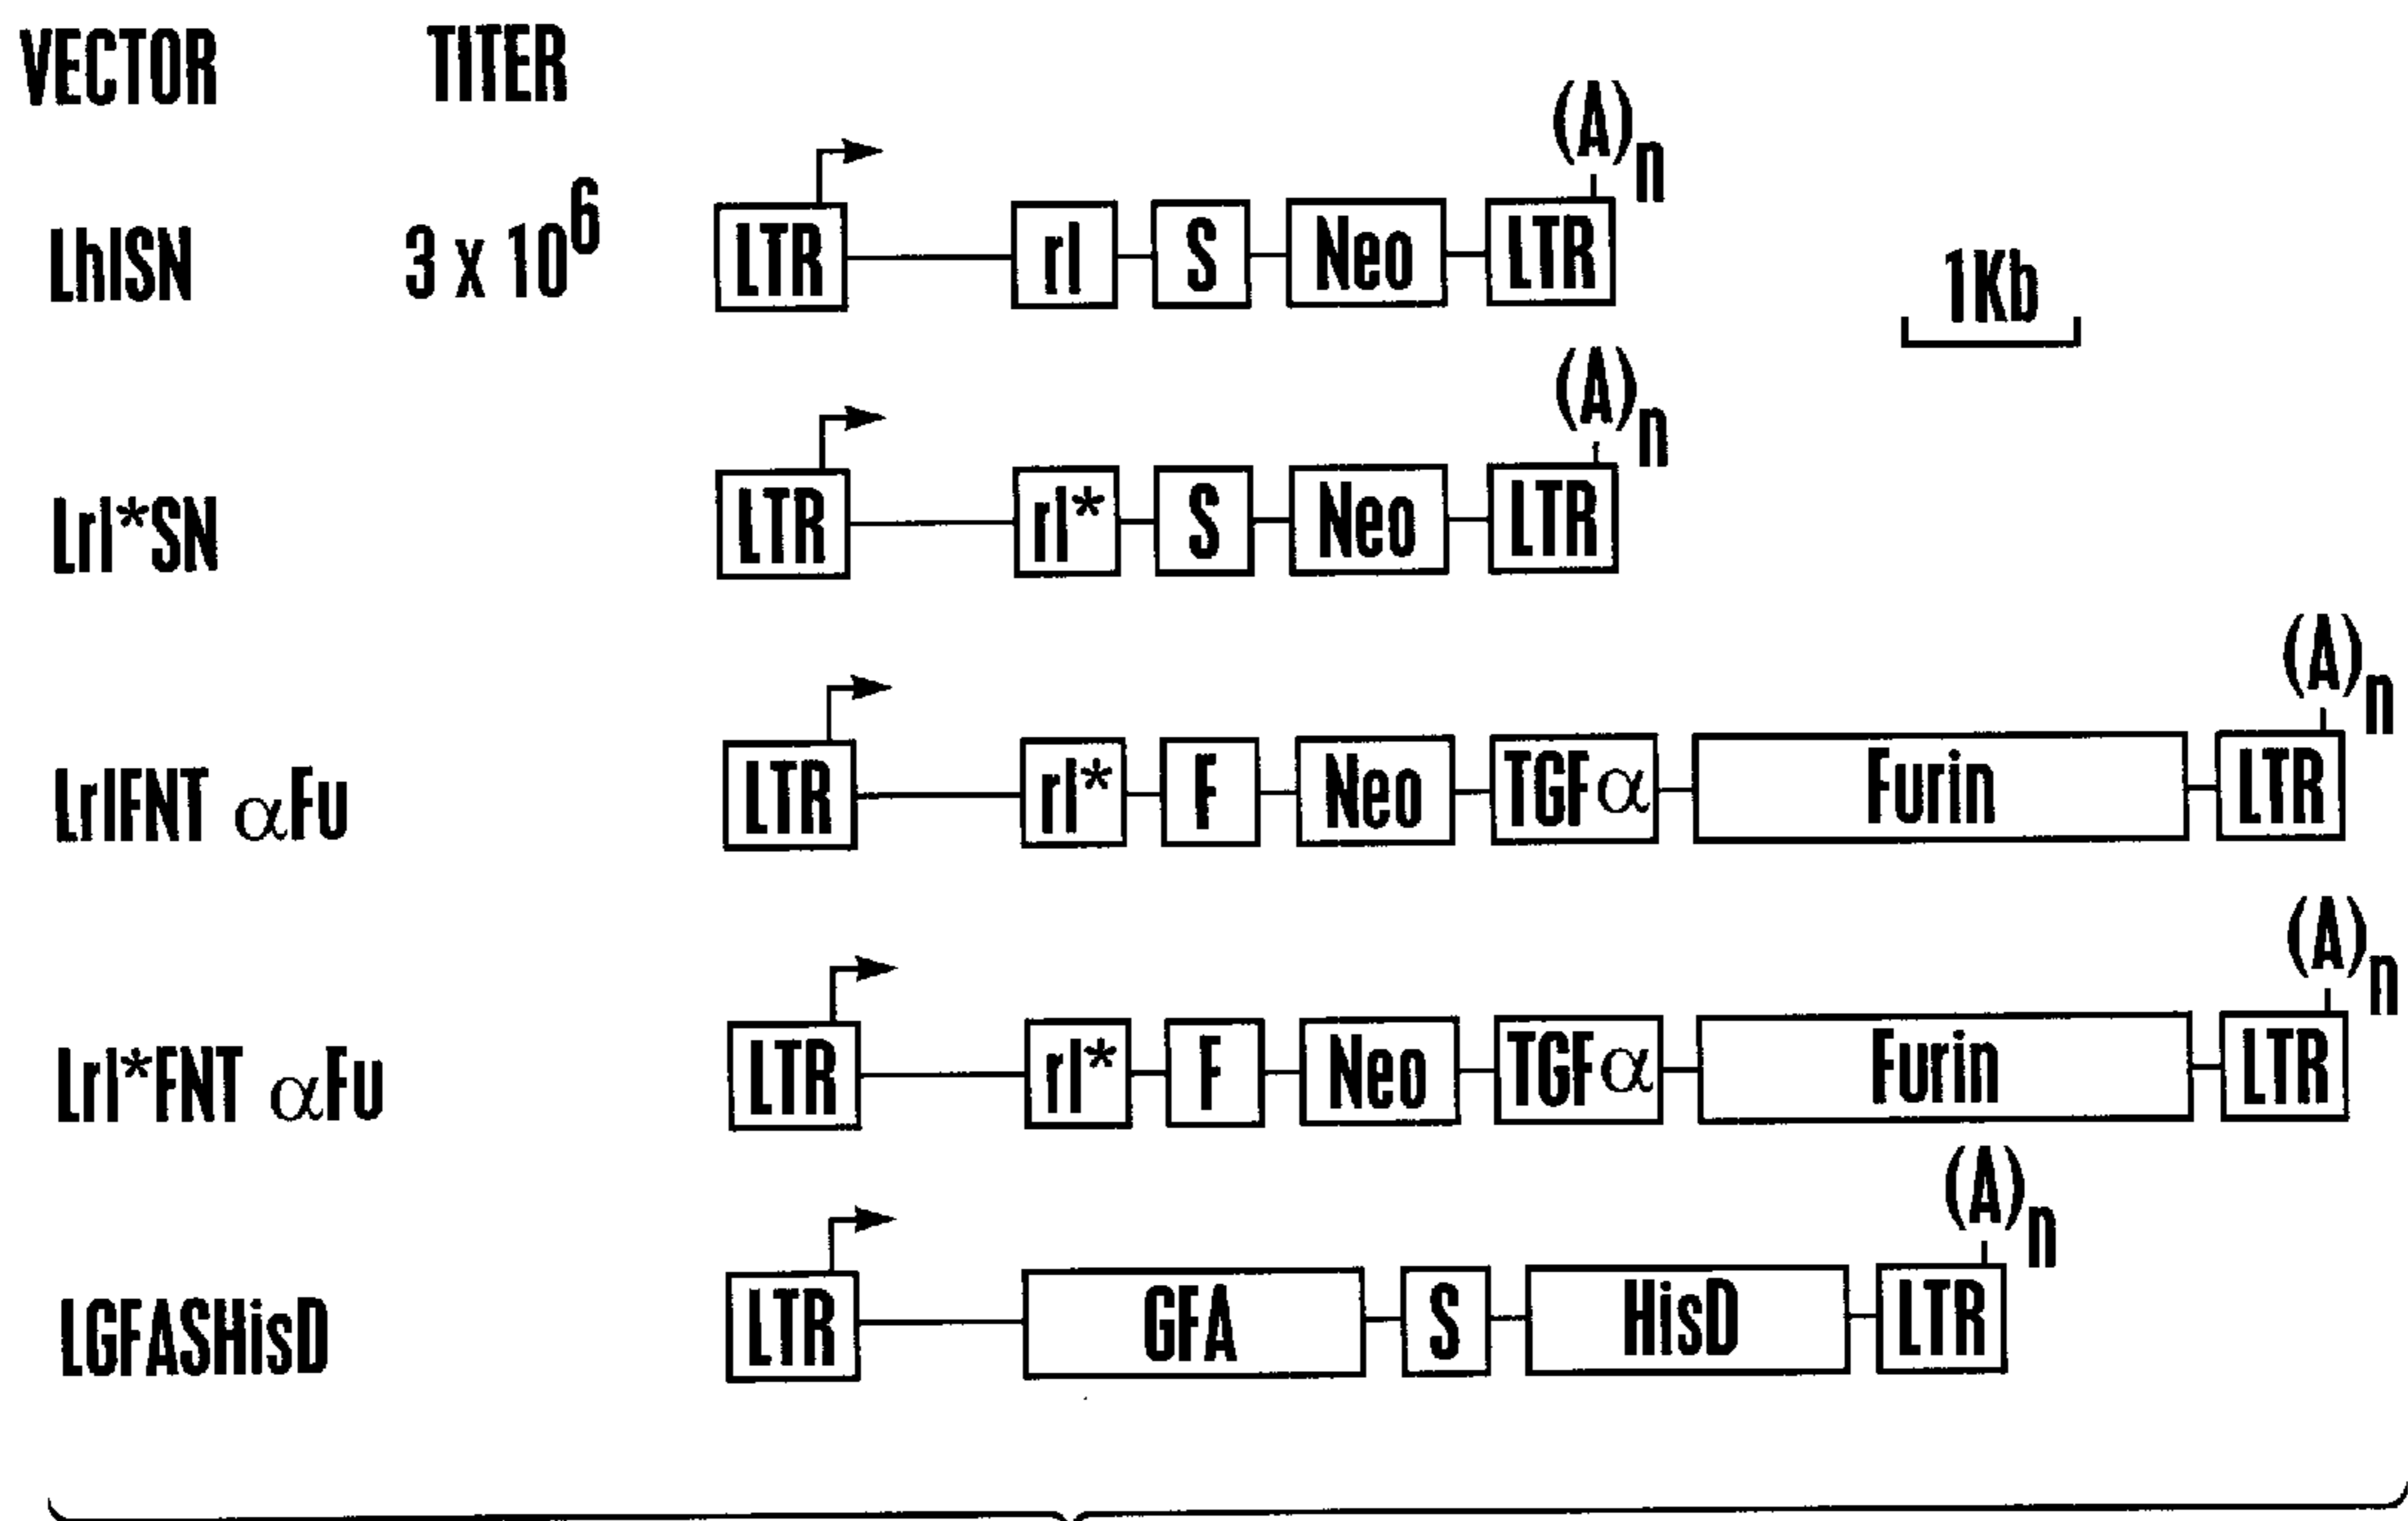 VECTOR TITER
LhISN 3 x 10^6 LTR rI S Neo LTR (A)n
1Kb
LrI*SN LTR rI* S Neo LTR (A)n
LrIFNT αFu LTR rI* F Neo TGFα Furin LTR (A)n
LrI*FNT αFu LTR rI* F Neo TGFα Furin LTR (A)n
LGFASHisD LTR GFA S HisD LTR (A)n